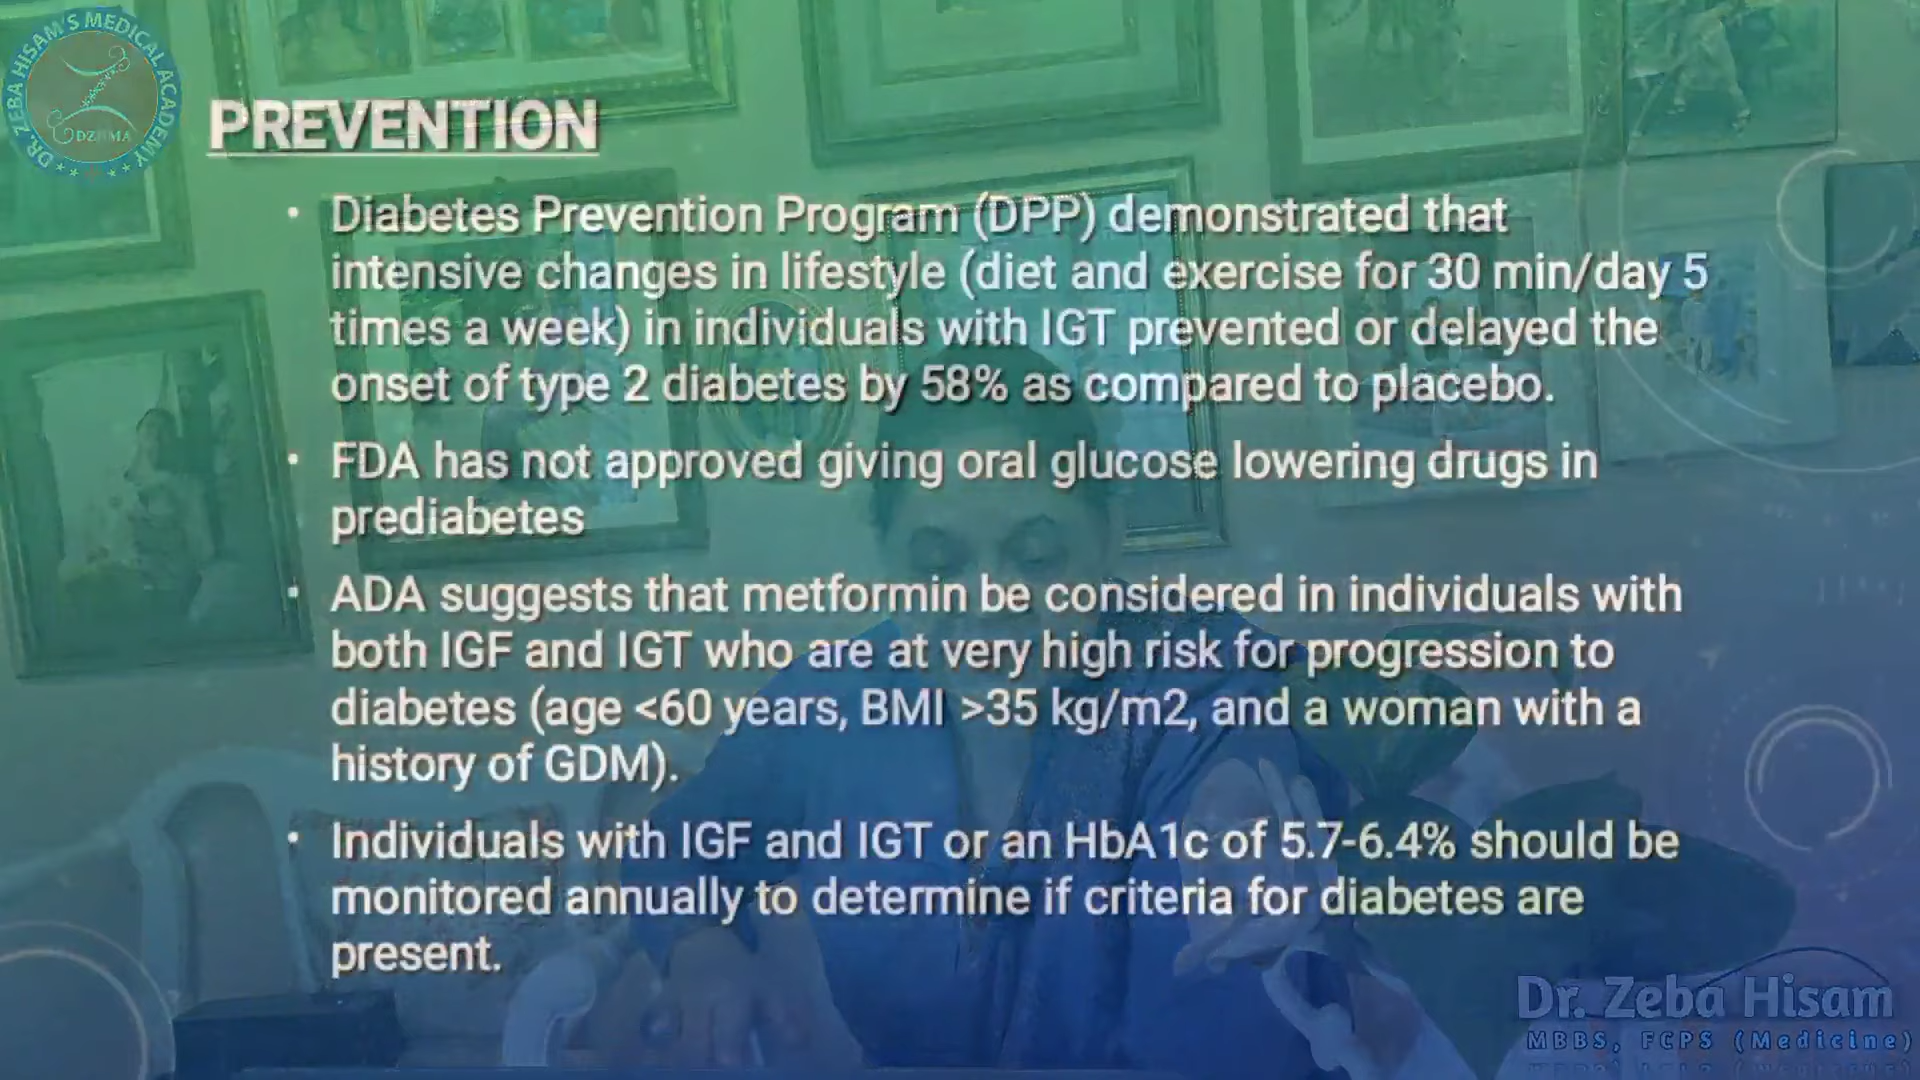 DR. ZEBA HISAM'S MEDICAL ACADEMY
DZHMA
PREVENTION
• Diabetes Prevention Program (DPP) demonstrated that
intensive changes in lifestyle (diet and exercise for 30 min/day 5
times a week) in individuals with IGT prevented or delayed the
onset of type 2 diabetes by 58% as compared to placebo.
• FDA has not approved giving oral glucose lowering drugs in
prediabetes
• ADA suggests that metformin be considered in individuals with
both IGF and IGT who are at very high risk for progression to
diabetes (age <60 years, BMI >35 kg/m2, and a woman with a
history of GDM).
• Individuals with IGF and IGT or an HbA1c of 5.7-6.4% should be
monitored annually to determine if criteria for diabetes are
present.
Dr. Zeba Hisam
MBBS, FCPS (Medicine)